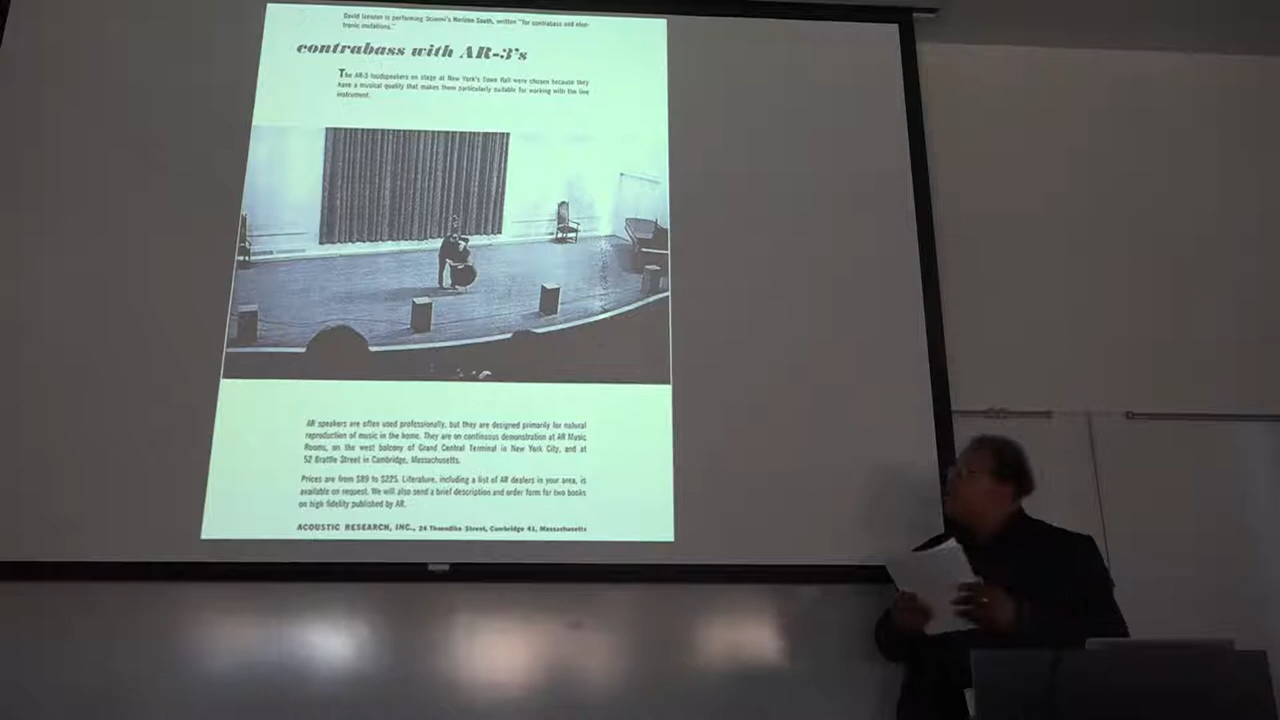 David Izenzon is performing Sciami's Horizon South, written "for contrabass and elec-
tronic mutations."
contrabass with AR-3's
The AR-3 loudspeakers on stage at New York's Town Hall were chosen because they
have a musical quality that makes them particularly suitable for working with the live
instrument.
AR speakers are often used professionally, but they are designed primarily for natural
reproduction of music in the home. They are on continuous demonstration at AR Music
Rooms, on the west balcony of Grand Central Terminal in New York City, and at
52 Brattle Street in Cambridge, Massachusetts.
Prices are from $89 to $225. Literature, including a list of AR dealers in your area, is
available on request. We will also send a brief description and order form for two books
on high fidelity published by AR.
ACOUSTIC RESEARCH, INC., 24 Thorndike Street, Cambridge 41, Massachusetts